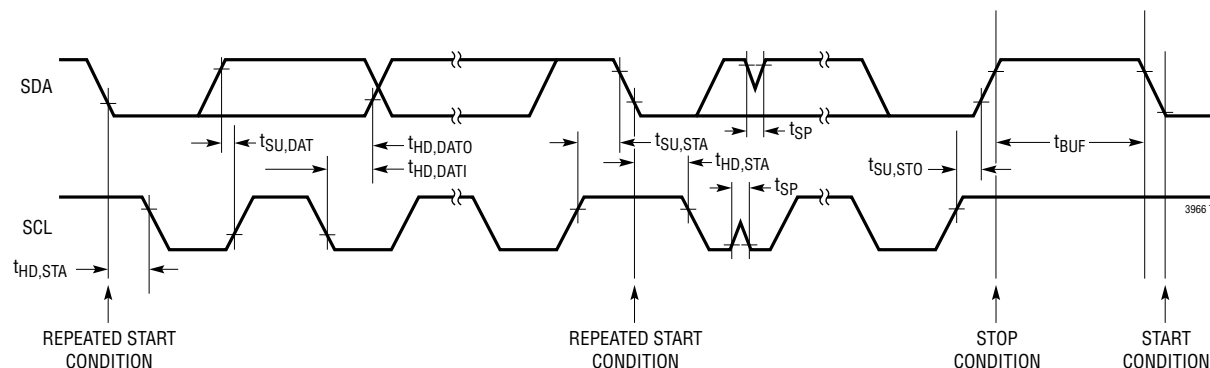 SDA
tSU,DAT
tHD,DATO
tHD,DATI
tSU,STA
tHD,STA
tSP
tSP
tSU,STO
tBUF
3966
SCL
tHD,STA
REPEATED START
CONDITION
REPEATED START
CONDITION
STOP
CONDITION
START
CONDITION